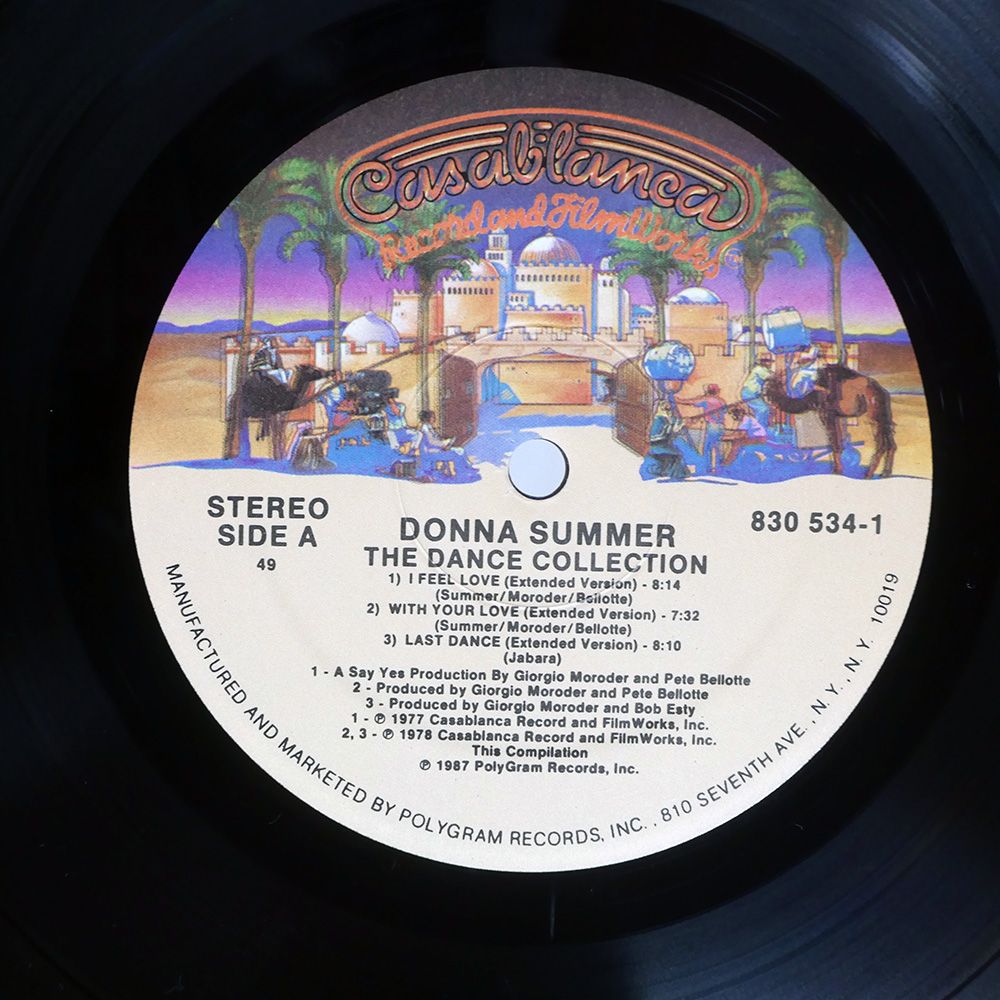 Casablanca
Record and FilmWorks™
STEREO
SIDE A
49
830 534-1
DONNA SUMMER
THE DANCE COLLECTION
1) I FEEL LOVE (Extended Version) - 8:14
(Summer/Moroder/Bellotte)
2) WITH YOUR LOVE (Extended Version) - 7:32
(Summer/Moroder/Bellotte)
3) LAST DANCE (Extended Version) - 8:10
(Jabara)
1 - A Say Yes Production By Giorgio Moroder and Pete Bellotte
2 - Produced by Giorgio Moroder and Pete Bellotte
3 - Produced by Giorgio Moroder and Bob Esty
1 - ℗ 1977 Casablanca Record and FilmWorks, Inc.
2, 3 - ℗ 1978 Casablanca Record and FilmWorks, Inc.
This Compilation
℗ 1987 PolyGram Records, Inc.
MANUFACTURED AND MARKETED BY POLYGRAM RECORDS, INC., 810 SEVENTH AVE., N.Y., N.Y. 10019